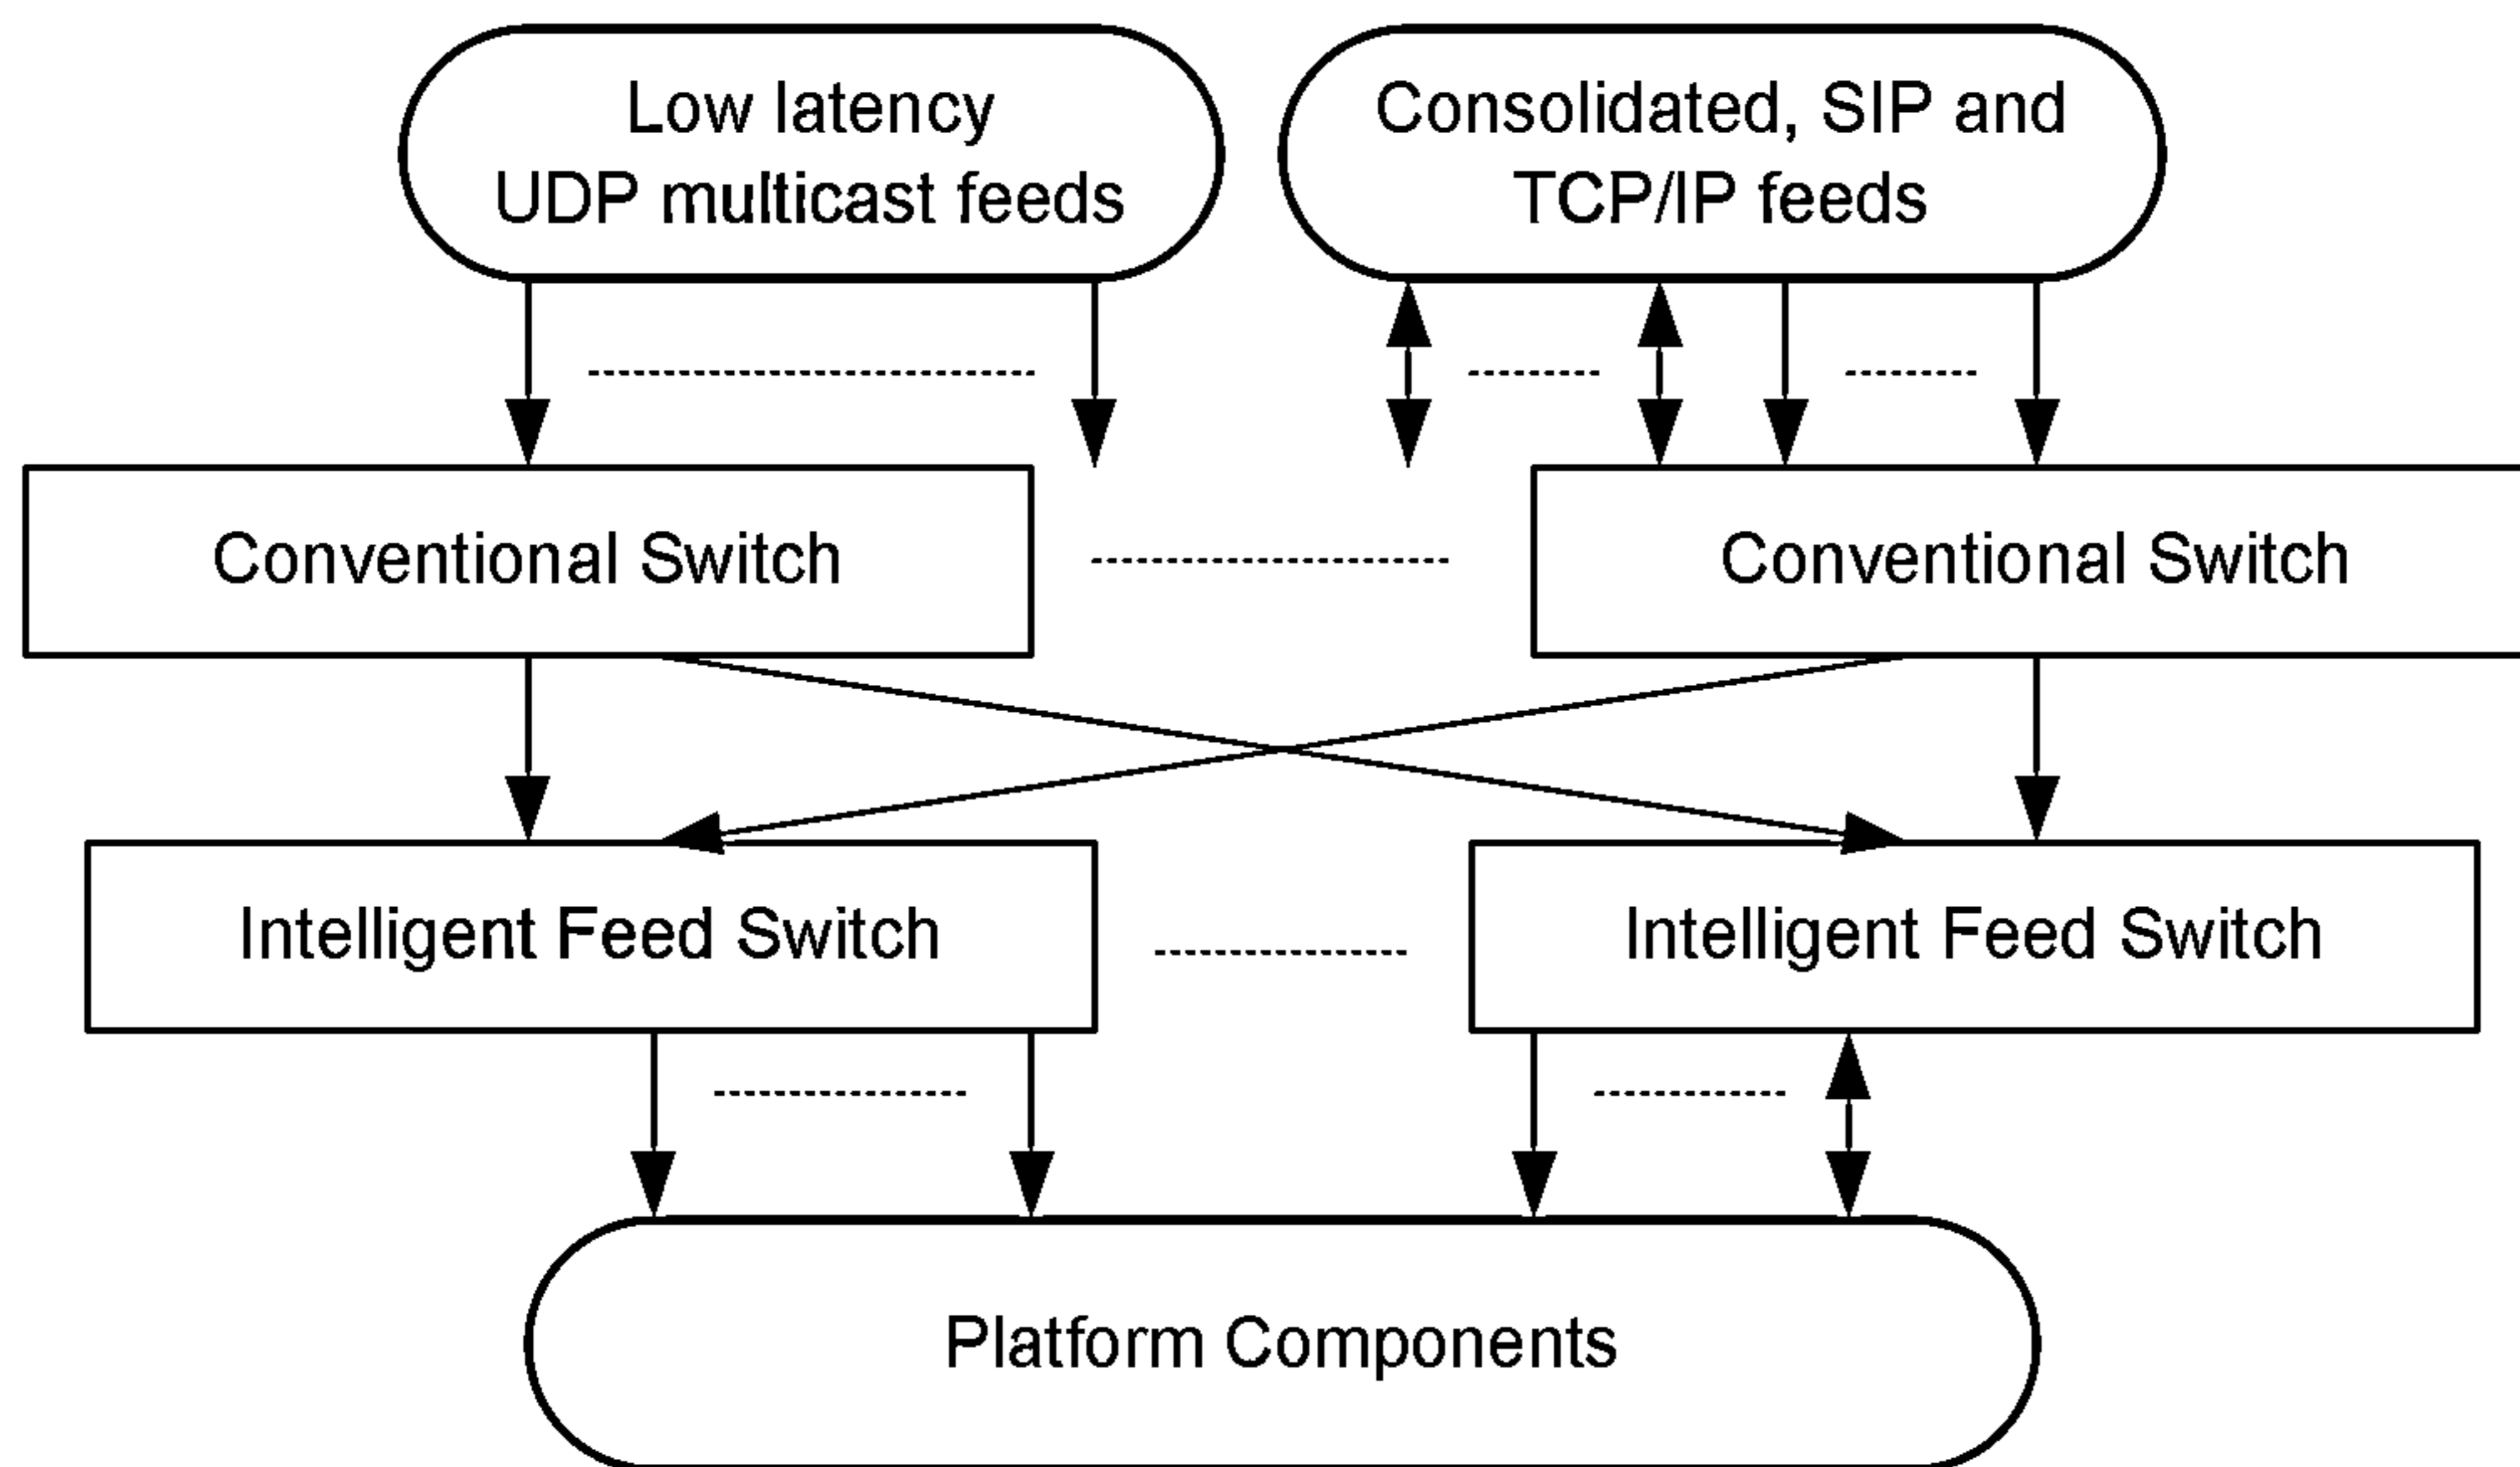 Low latency
UDP multicast feeds
Consolidated, SIP and
TCP/IP feeds
Conventional Switch
Conventional Switch
Intelligent Feed Switch
Intelligent Feed Switch
Platform Components